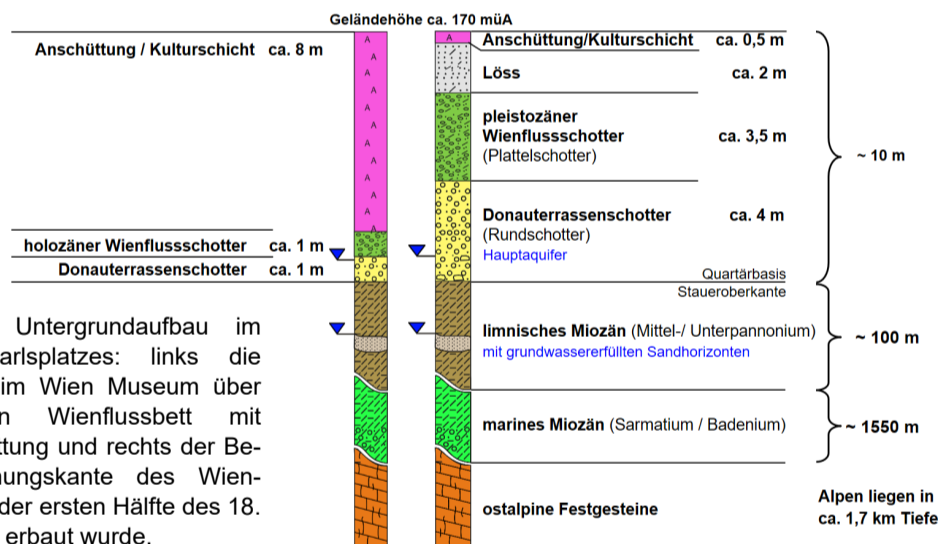 Geländehöhe ca. 170 müA
Anschüttung / Kulturschicht ca. 8 m
holozäner Wienflussschotter ca. 1 m
Donauterrassenschotter ca. 1 m
Anschüttung/Kulturschicht ca. 0,5 m
Löss ca. 2 m
pleistozäner
Wienflussschotter ca. 3,5 m
(Plattelschotter)
Donauterrassenschotter ca. 4 m
(Rundschotter)
Hauptaquifer
Quartärbasis
Staueroberkante
limnisches Miozän (Mittel-/ Unterpannonium)
mit grundwassererfüllten Sandhorizonten
marines Miozän (Sarmatium / Badenium)
ostalpine Festgesteine
~ 10 m
~ 100 m
~ 1550 m
Alpen liegen in
ca. 1,7 km Tiefe
Untergrundaufbau im
arlsplatzes: links die
im Wien Museum über
n Wienflussbett mit
ttung und rechts der Be-
nungskante des Wien-
der ersten Hälfte des 18.
erbaut wurde.